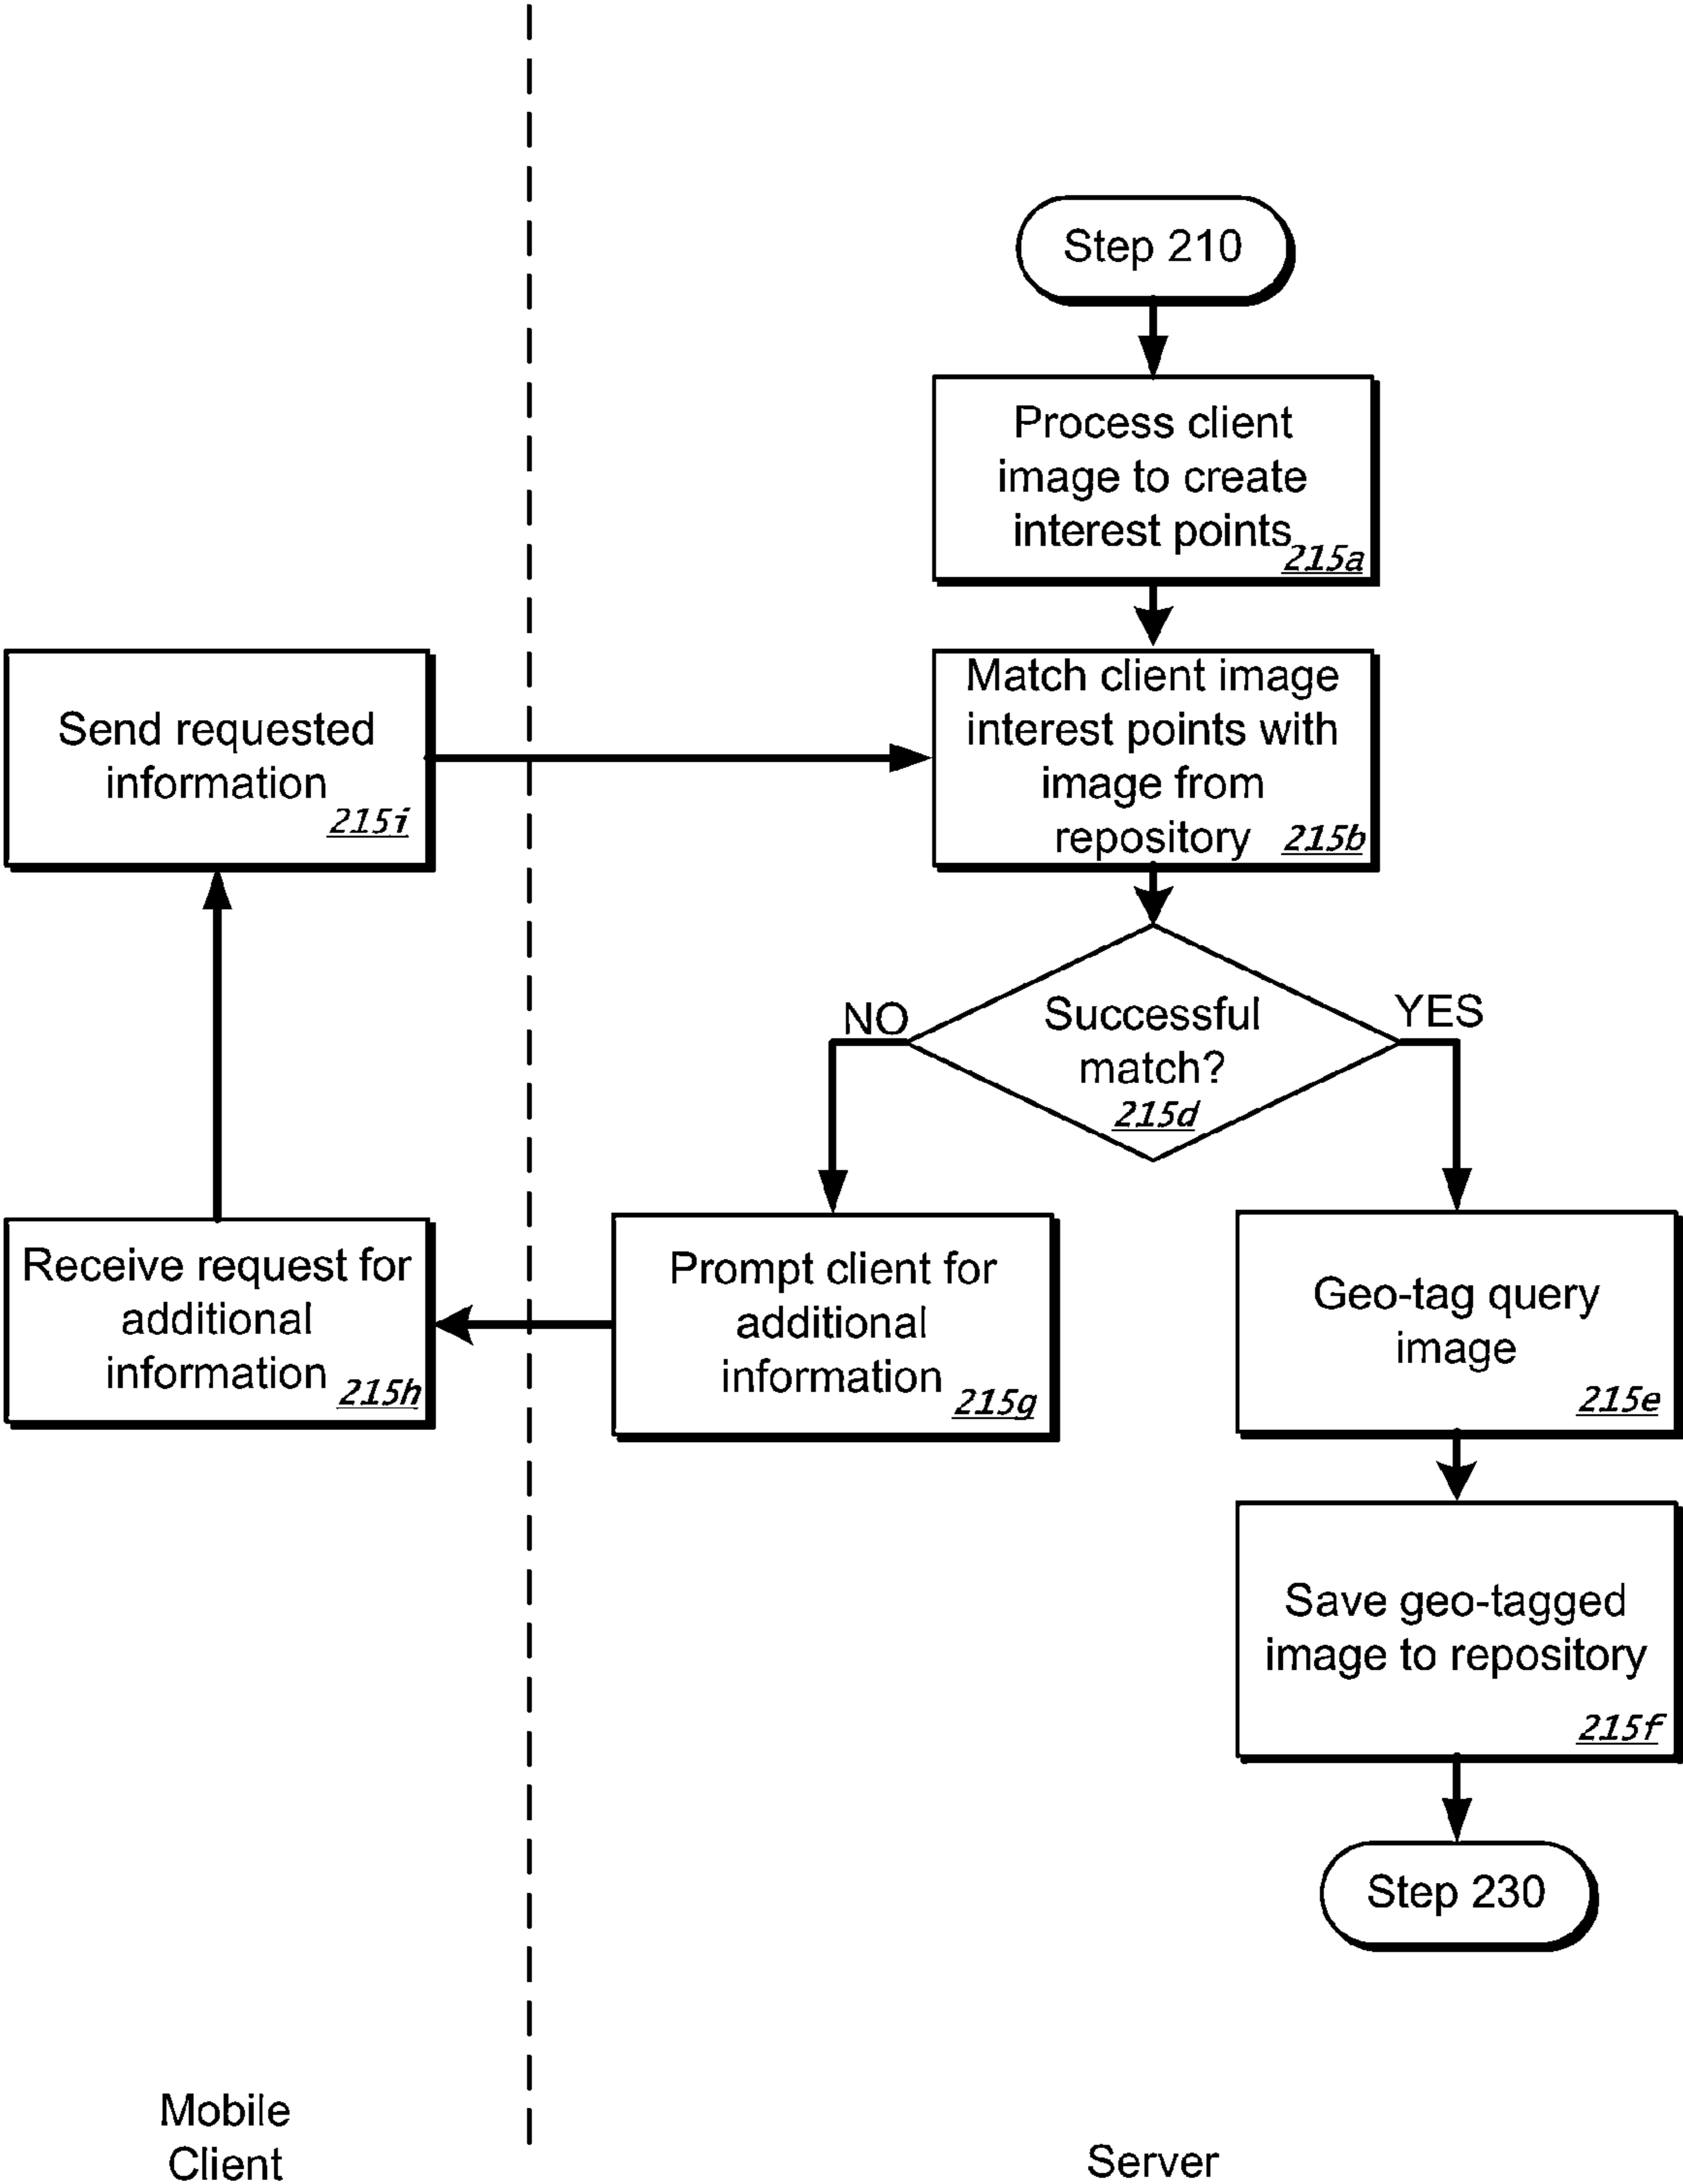 Step 210
Process client
image to create
interest points
215a
Send requested
information
215i
Match client image
interest points with
image from
repository 215b
NO
Successful
match?
215d
YES
Receive request for
additional
information
215h
Prompt client for
additional
information
215g
Geo-tag query
image
215e
Save geo-tagged
image to repository
215f
Step 230
Mobile
Client
Server